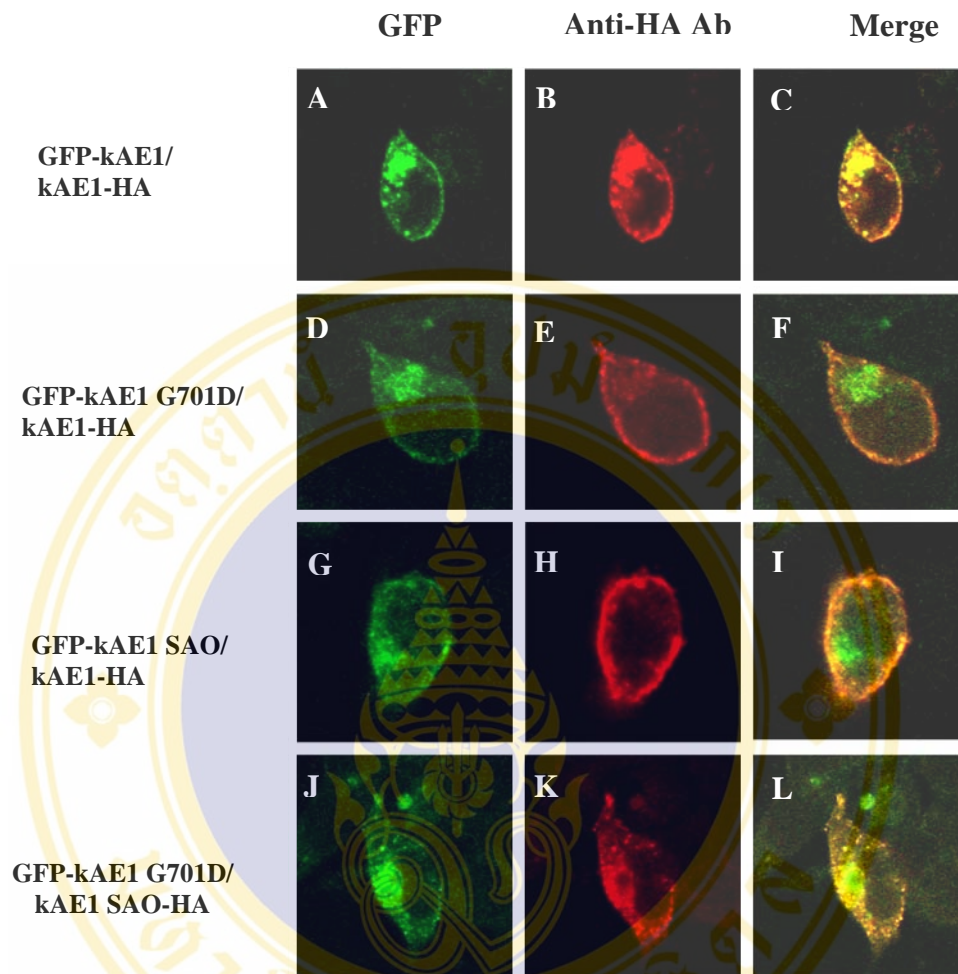 GFP Anti-HA Ab Merge
A B C
GFP-kAE1/
kAE1-HA
D E F
GFP-kAE1 G701D/
kAE1-HA
G H I
GFP-kAE1 SAO/
kAE1-HA
J K L
GFP-kAE1 G701D/
kAE1 SAO-HA